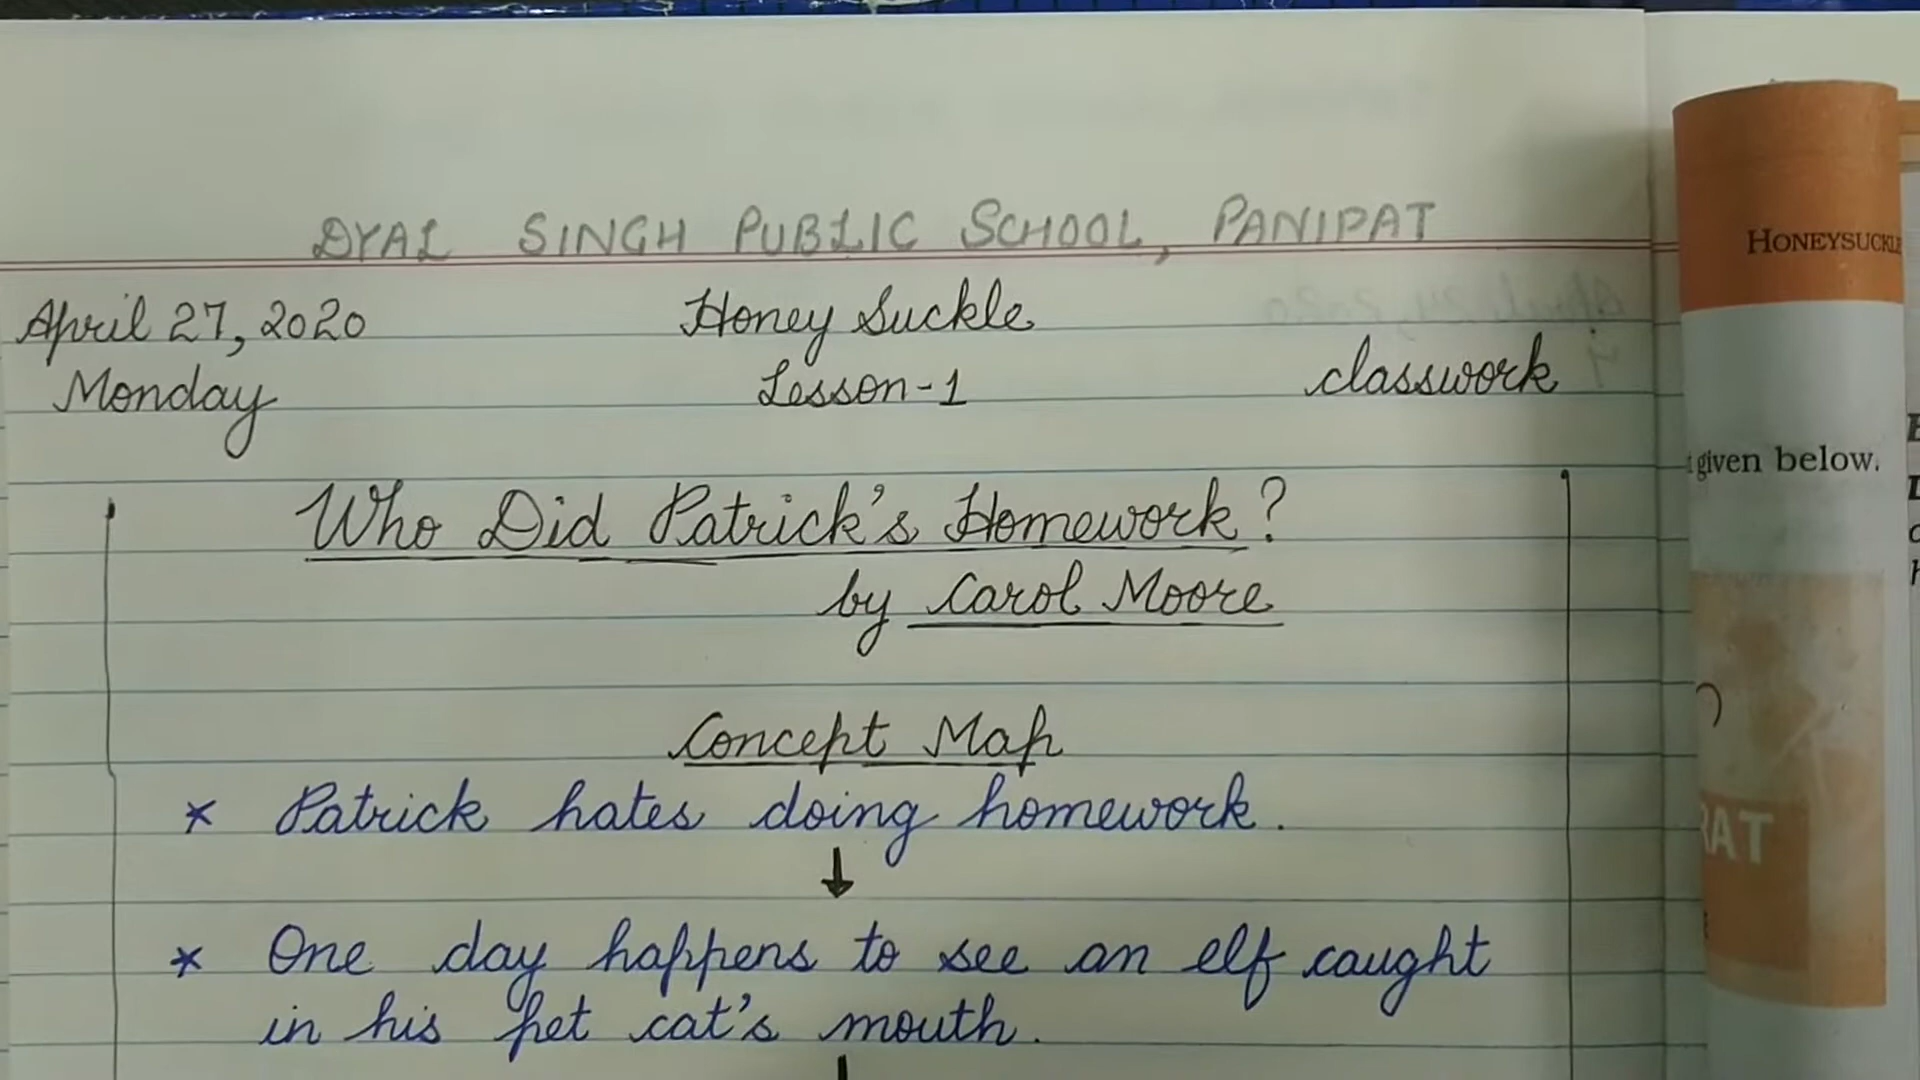 DYAL SINGH PUBLIC SCHOOL, PANIPAT
April 27, 2020
Monday
Honey Suckle
Lesson-1
classwork
Who Did Patrick's Homework?
by Carol Moore
Concept Map
* Patrick hates doing homework.
↓
* One day happens to see an elf caught
in his pet cat's mouth.
HONEYSUCKLE
given below.
RAT